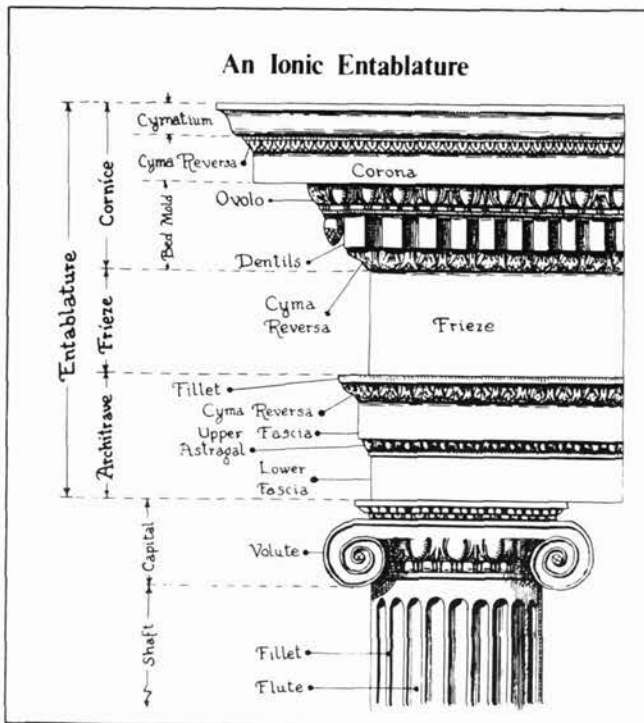 An Ionic Entablature
Cymatium
Cyma Reversa
Corona
Cornice
Bed Mold
Ovolo
Dentils
Cyma
Reversa
Entablature
Frieze
Frieze
Fillet
Cyma Reversa
Upper Fascia
Astragal
Architrave
Lower
Fascia
Capital
Volute
Shaft
Fillet
Flute